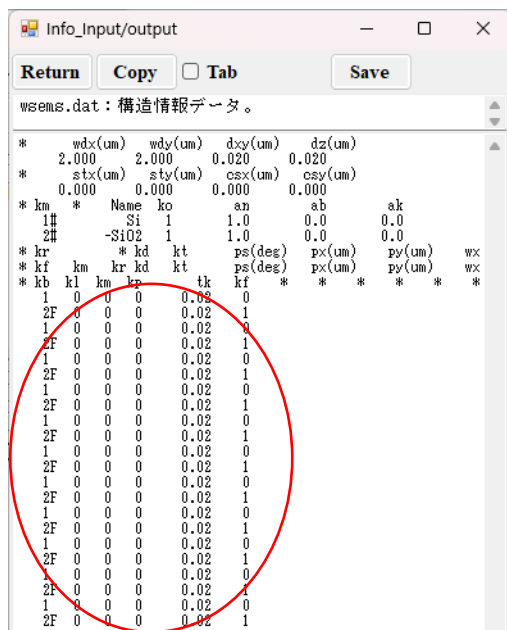 Info_Input/output
Return Copy Tab Save
wsems.dat：構造情報データ。
* wdx(um) wdy(um) dxy(um) dz(um)
2.000 2.000 0.020 0.020
* stx(um) sty(um) csx(um) csy(um)
0.000 0.000 0.000 0.000
* km * Name ko an ab ak
1# Si 1 1.0 0.0 0.0
2# -SiO2 1 1.0 0.0 0.0
* kr * kd kt ps(deg) px(um) py(um) wx
* kf km kr kd kt ps(deg) px(um) py(um) wx
* kb kl km kp tk kf * * * * * *
1 0 0 0 0.02 0
2F 0 0 0 0.02 1
1 0 0 0 0.02 0
2F 0 0 0 0.02 1
1 0 0 0 0.02 0
2F 0 0 0 0.02 1
1 0 0 0 0.02 0
2F 0 0 0 0.02 1
1 0 0 0 0.02 0
2F 0 0 0 0.02 1
1 0 0 0 0.02 0
2F 0 0 0 0.02 1
1 0 0 0 0.02 0
2F 0 0 0 0.02 1
1 0 0 0 0.02 0
2F 0 0 0 0.02 1
1 0 0 0 0.02 0
2F 0 0 0 0.02 1
1 0 0 0 0.02 0
2F 0 0 0 0.02 1
1 0 0 0 0.02 0
2F 0 0 0 0.02 1